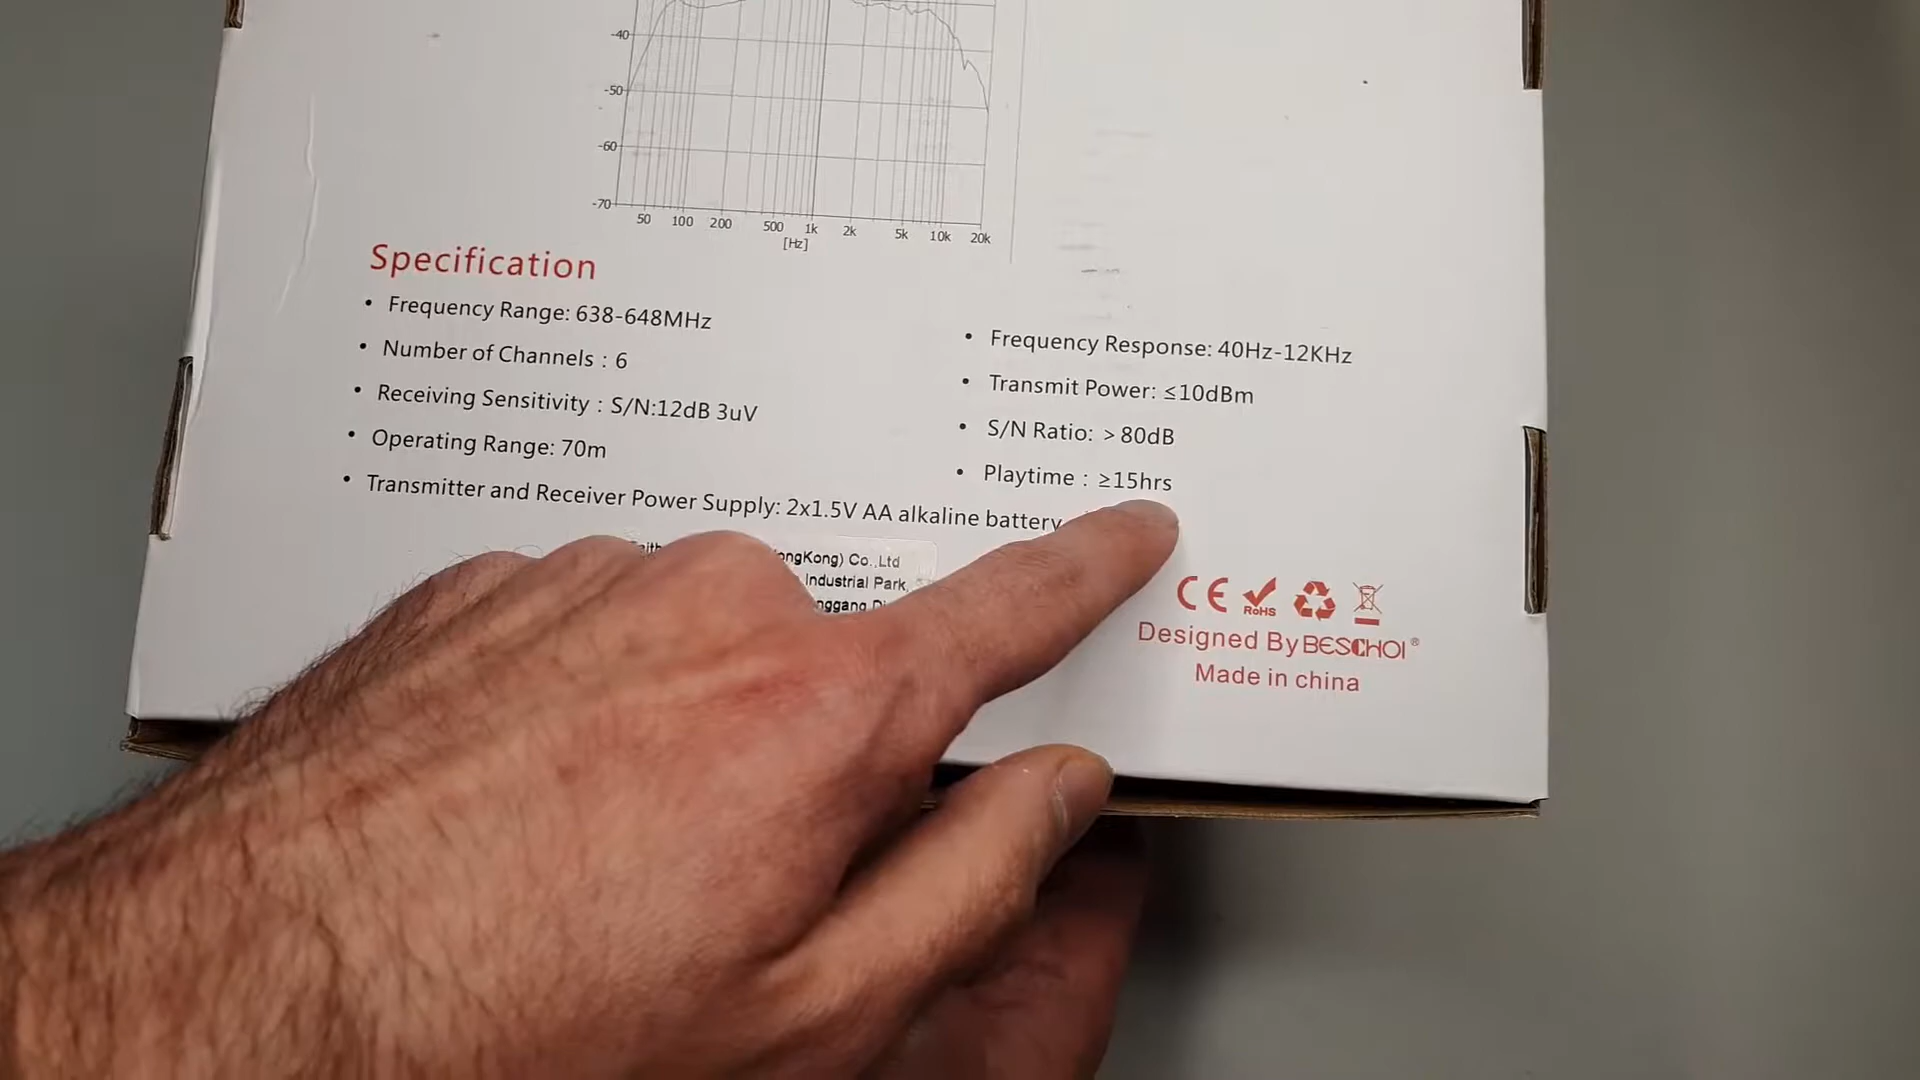 -40
-50
-60
-70
50 100 200 500 1k 2k 5k 10k 20k
[Hz]
Specification
• Frequency Range: 638-648MHz
• Number of Channels : 6
• Receiving Sensitivity : S/N:12dB 3uV
• Operating Range: 70m
• Transmitter and Receiver Power Supply: 2x1.5V AA alkaline battery
• Frequency Response: 40Hz-12KHz
• Transmit Power: ≤10dBm
• S/N Ratio: >80dB
• Playtime : ≥15hrs
Co.,Ltd
Industrial Park,
CE RoHS
Designed By BESCHOI®
Made in china